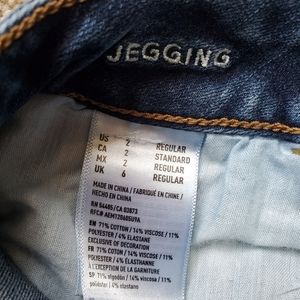 JEGGING
US 2 REGULAR
CA 2 STANDARD
MX 2 REGULAR
UK 6 REGULAR
MADE IN CHINA / FABRIQUÉ EN CHINE /
HECHO EN CHINA
RN 54485/CA 03873
RFC# AEM120605U9A
EN 71% COTTON / 14% VISCOSE / 11%
POLYESTER / 4% ELASTANE
EXCLUSIVE OF DECORATION
FR 71% COTON / 14% VISCOSE / 11%
POLYESTER / 4% ÉLASTHANNE
À L'EXCEPTION DE LA GARNITURE
SP 71% algodón / 14% viscosa / 11%
poliéster / 4% elastano